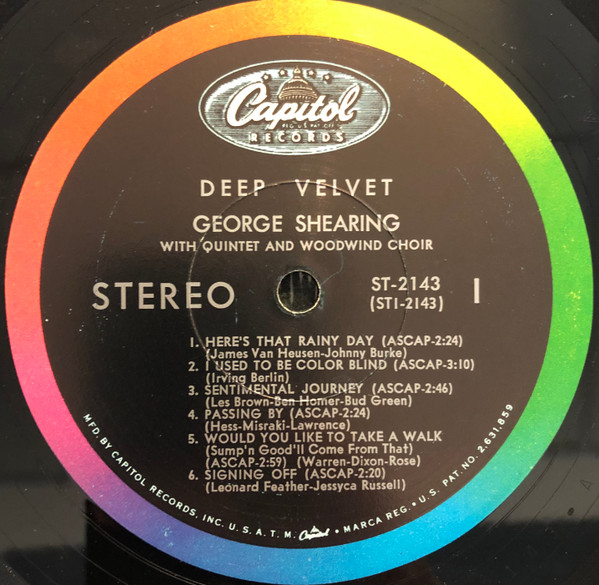 Capitol
REG. U.S. PAT. OFF.
RECORDS
DEEP VELVET
GEORGE SHEARING
WITH QUINTET AND WOODWIND CHOIR
STEREO
ST-2143
(ST1-2143)
1
1. HERE'S THAT RAINY DAY (ASCAP-2:24)
(James Van Heusen-Johnny Burke)
2. I USED TO BE COLOR BLIND (ASCAP-3:10)
(Irving Berlin)
3. SENTIMENTAL JOURNEY (ASCAP-2:46)
(Les Brown-Ben Homer-Bud Green)
4. PASSING BY (ASCAP-2:24)
(Hess-Misraki-Lawrence)
5. WOULD YOU LIKE TO TAKE A WALK
(Sump'n Good'll Come From That)
(ASCAP-2:59) (Warren-Dixon-Rose)
6. SIGNING OFF (ASCAP-2:20)
(Leonard Feather-Jessyca Russell)
MFD. BY CAPITOL RECORDS, INC. U.S.A. T.M. Capitol • MARCA REG. • U.S. PAT. NO. 2,631,859